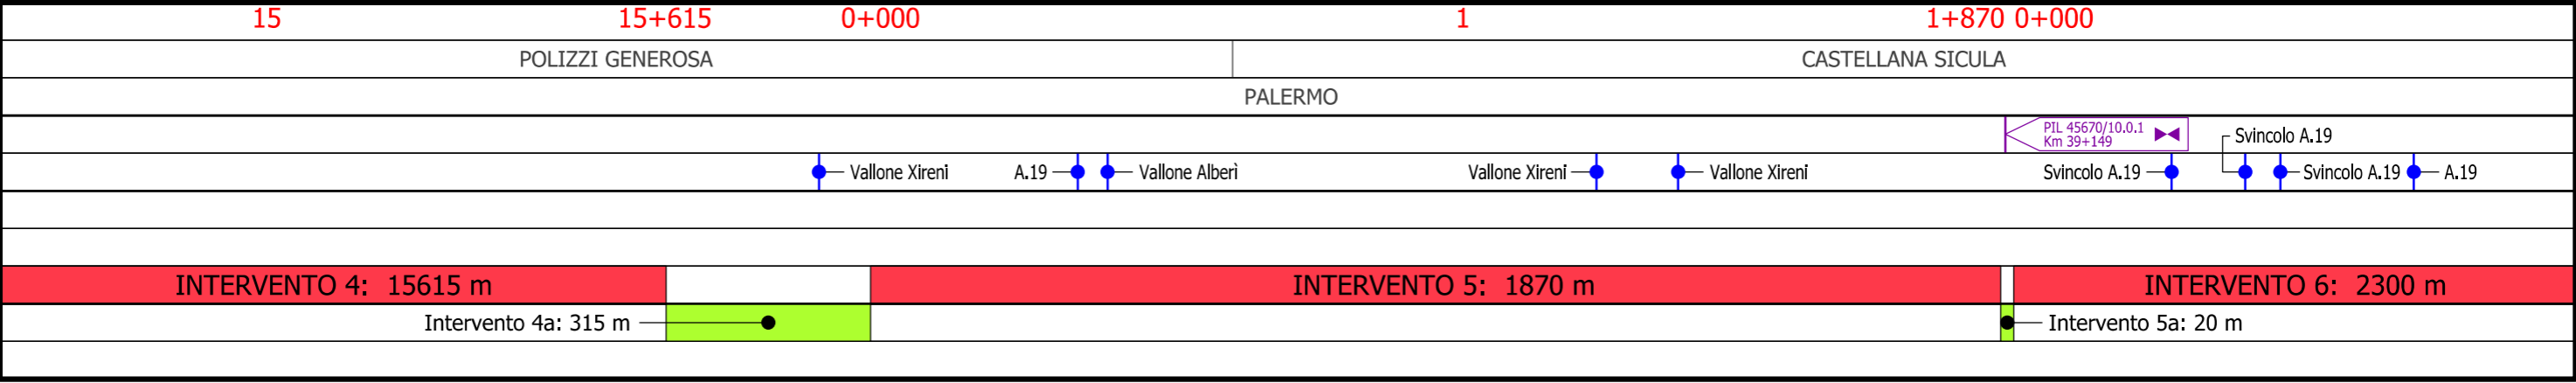 15 15+615 0+000 1 1+870 0+000
POLIZZI GENEROSA CASTELLANA SICULA
PALERMO
PIL 45670/10.0.1
Km 39+149
Svincolo A.19
Vallone Xireni A.19 Vallone Alberì Vallone Xireni Vallone Xireni Svincolo A.19 Svincolo A.19 A.19
INTERVENTO 4: 15615 m INTERVENTO 5: 1870 m INTERVENTO 6: 2300 m
Intervento 4a: 315 m Intervento 5a: 20 m